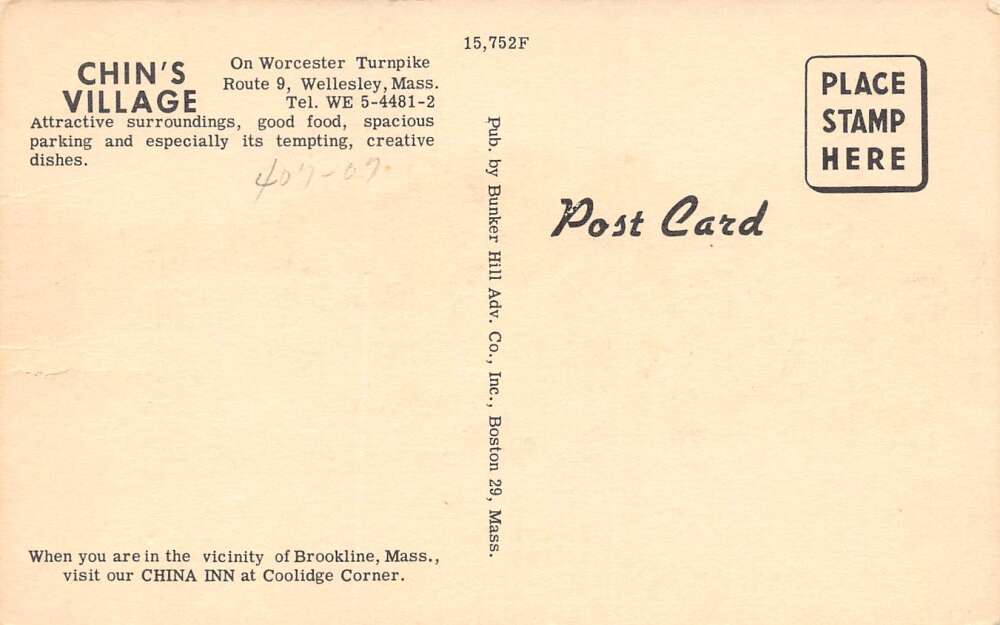 15,752F
CHIN'S
VILLAGE
On Worcester Turnpike
Route 9, Wellesley, Mass.
Tel. WE 5-4481-2
Attractive surroundings, good food, spacious
parking and especially its tempting, creative
dishes.
407-07
Pub. by Bunker Hill Adv. Co., Inc., Boston 29, Mass.
PLACE
STAMP
HERE
Post Card
When you are in the vicinity of Brookline, Mass.,
visit our CHINA INN at Coolidge Corner.